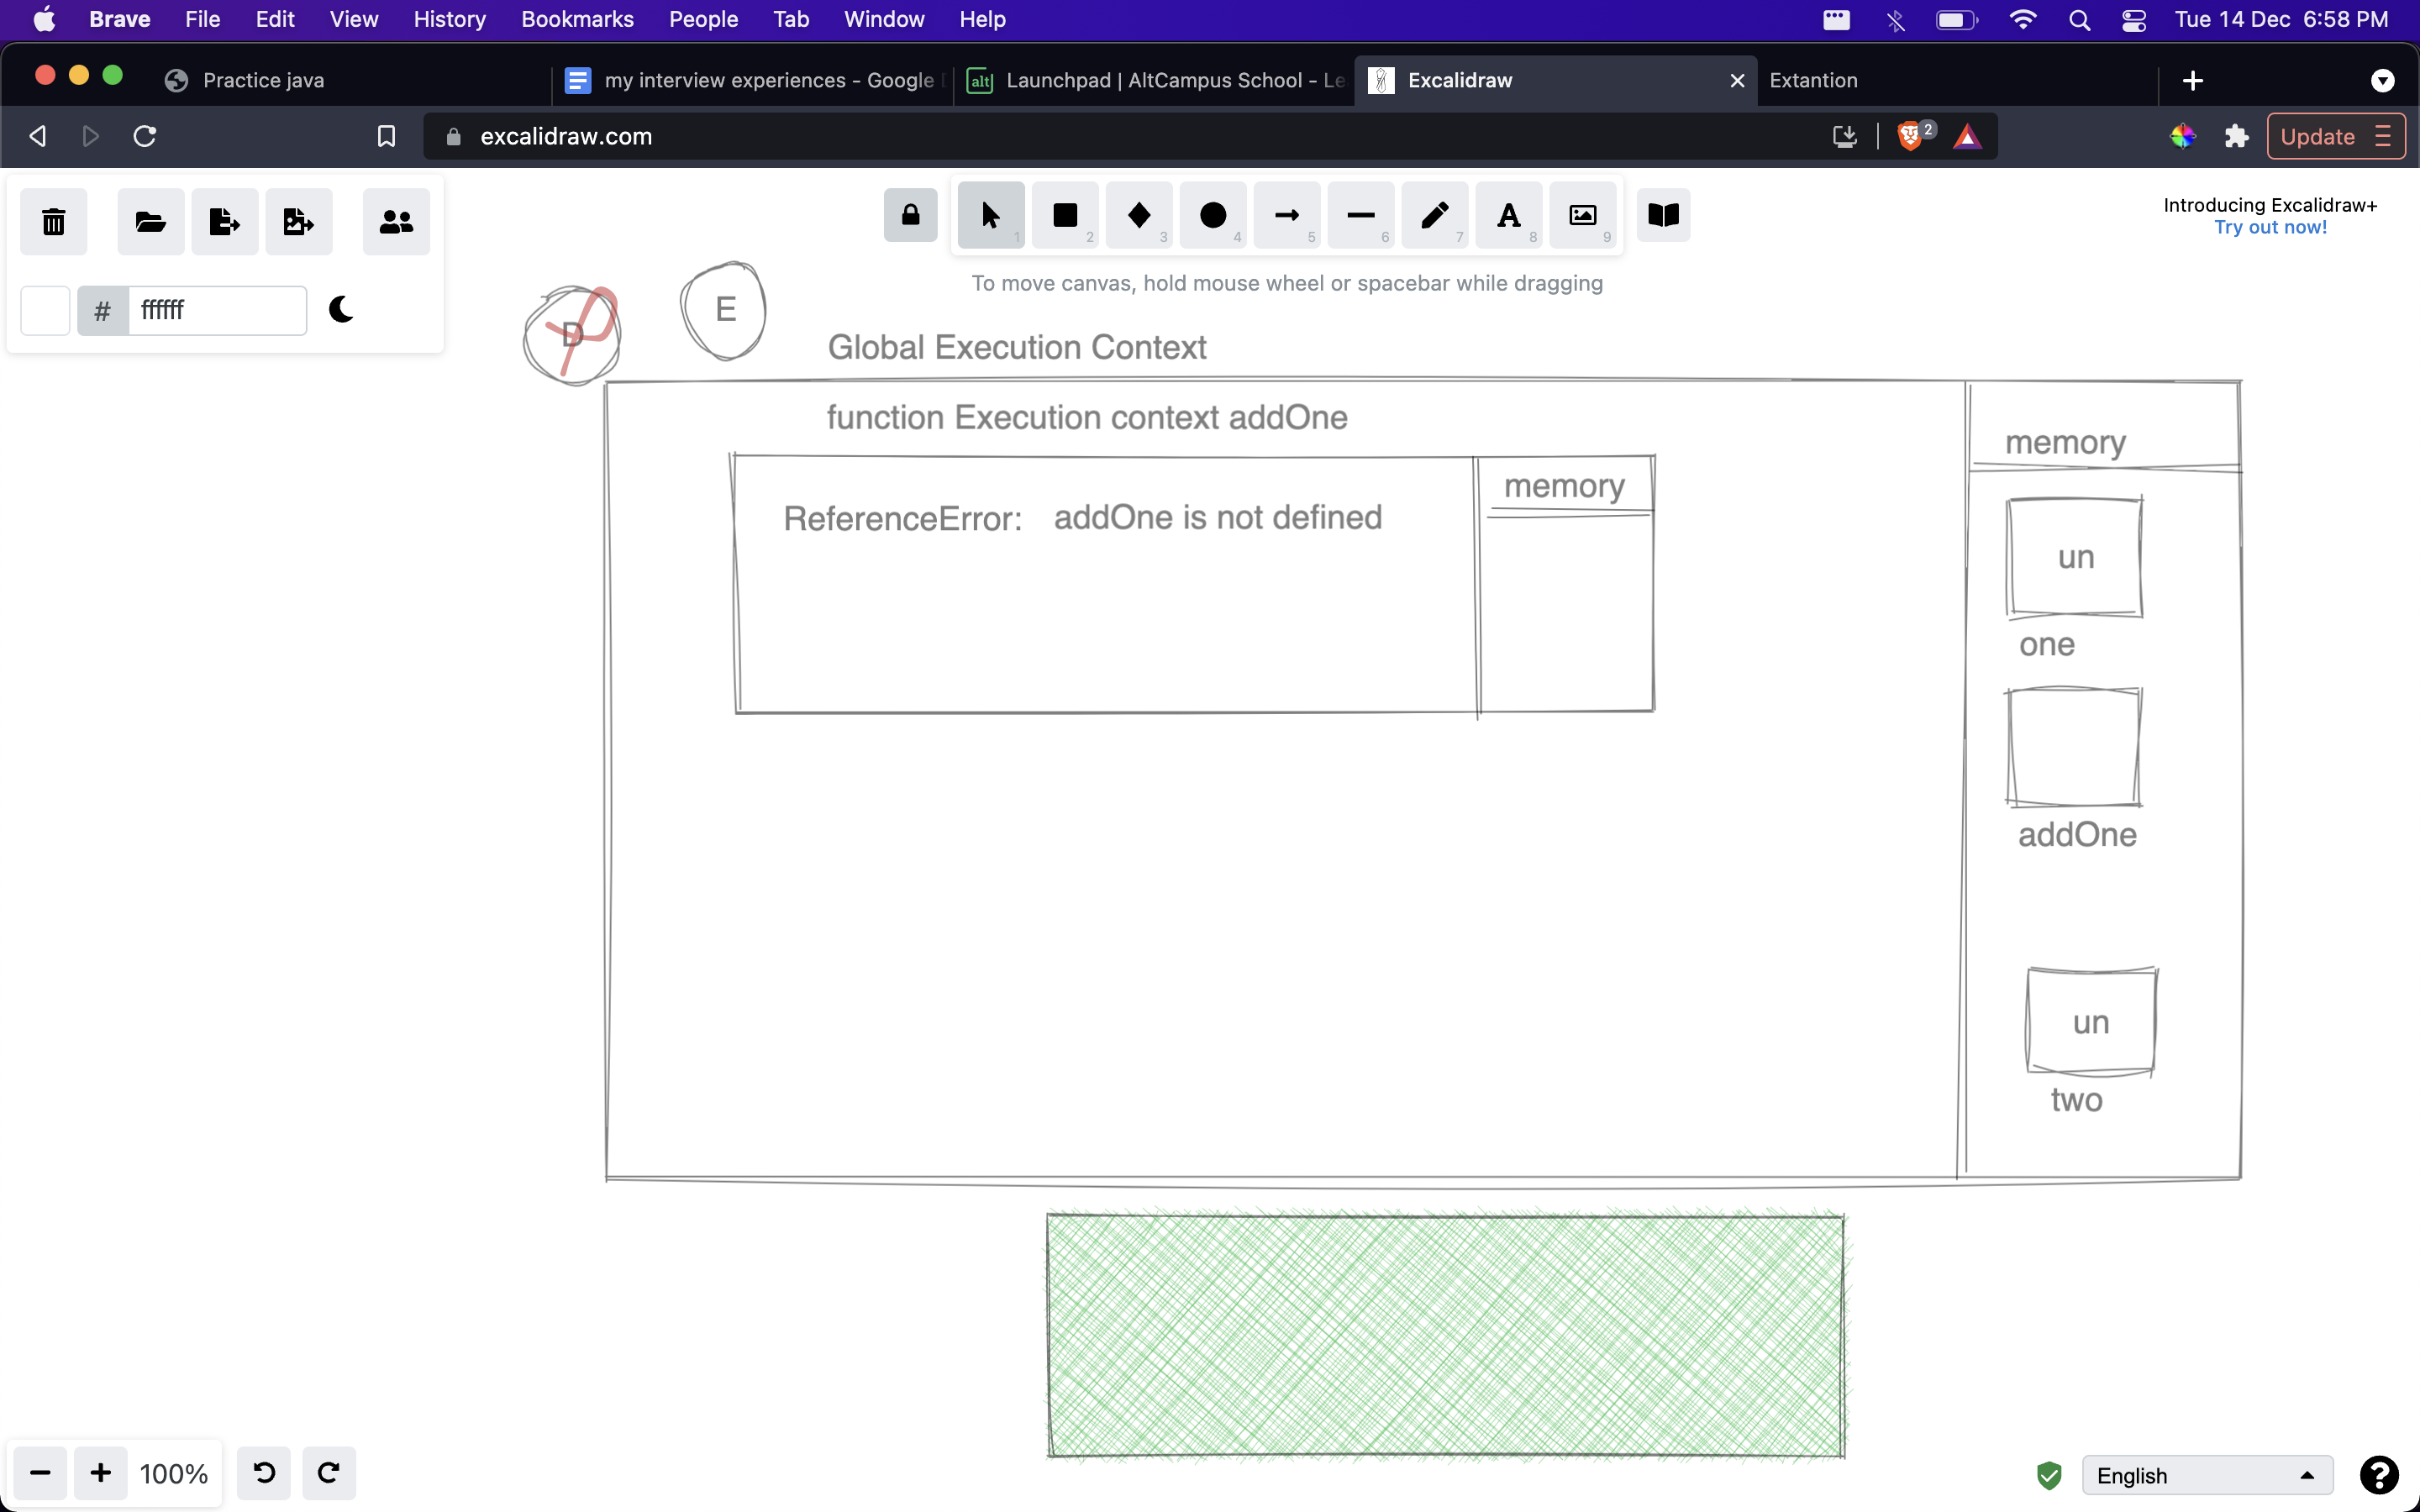 Brave File Edit View History Bookmarks People Tab Window Help Tue 14 Dec 6:58 PM
Practice java my interview experiences - Google alt Launchpad | AltCampus School - Le Excalidraw Extantion
excalidraw.com 2 Update
1 2 3 4 5 6 7 A 8 9
Introducing Excalidraw+
Try out now!
To move canvas, hold mouse wheel or spacebar while dragging
# ffffff
D
E
Global Execution Context
function Execution context addOne
memory
ReferenceError: addOne is not defined
memory
un
one
addOne
un
two
100%
English
?